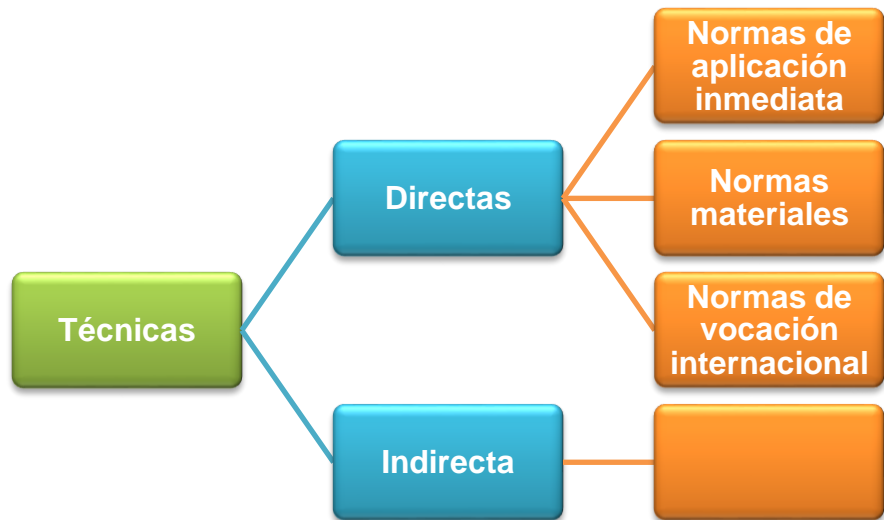 Técnicas
Directas
Normas de
aplicación
inmediata
Normas
materiales
Normas de
vocación
internacional
Indirecta